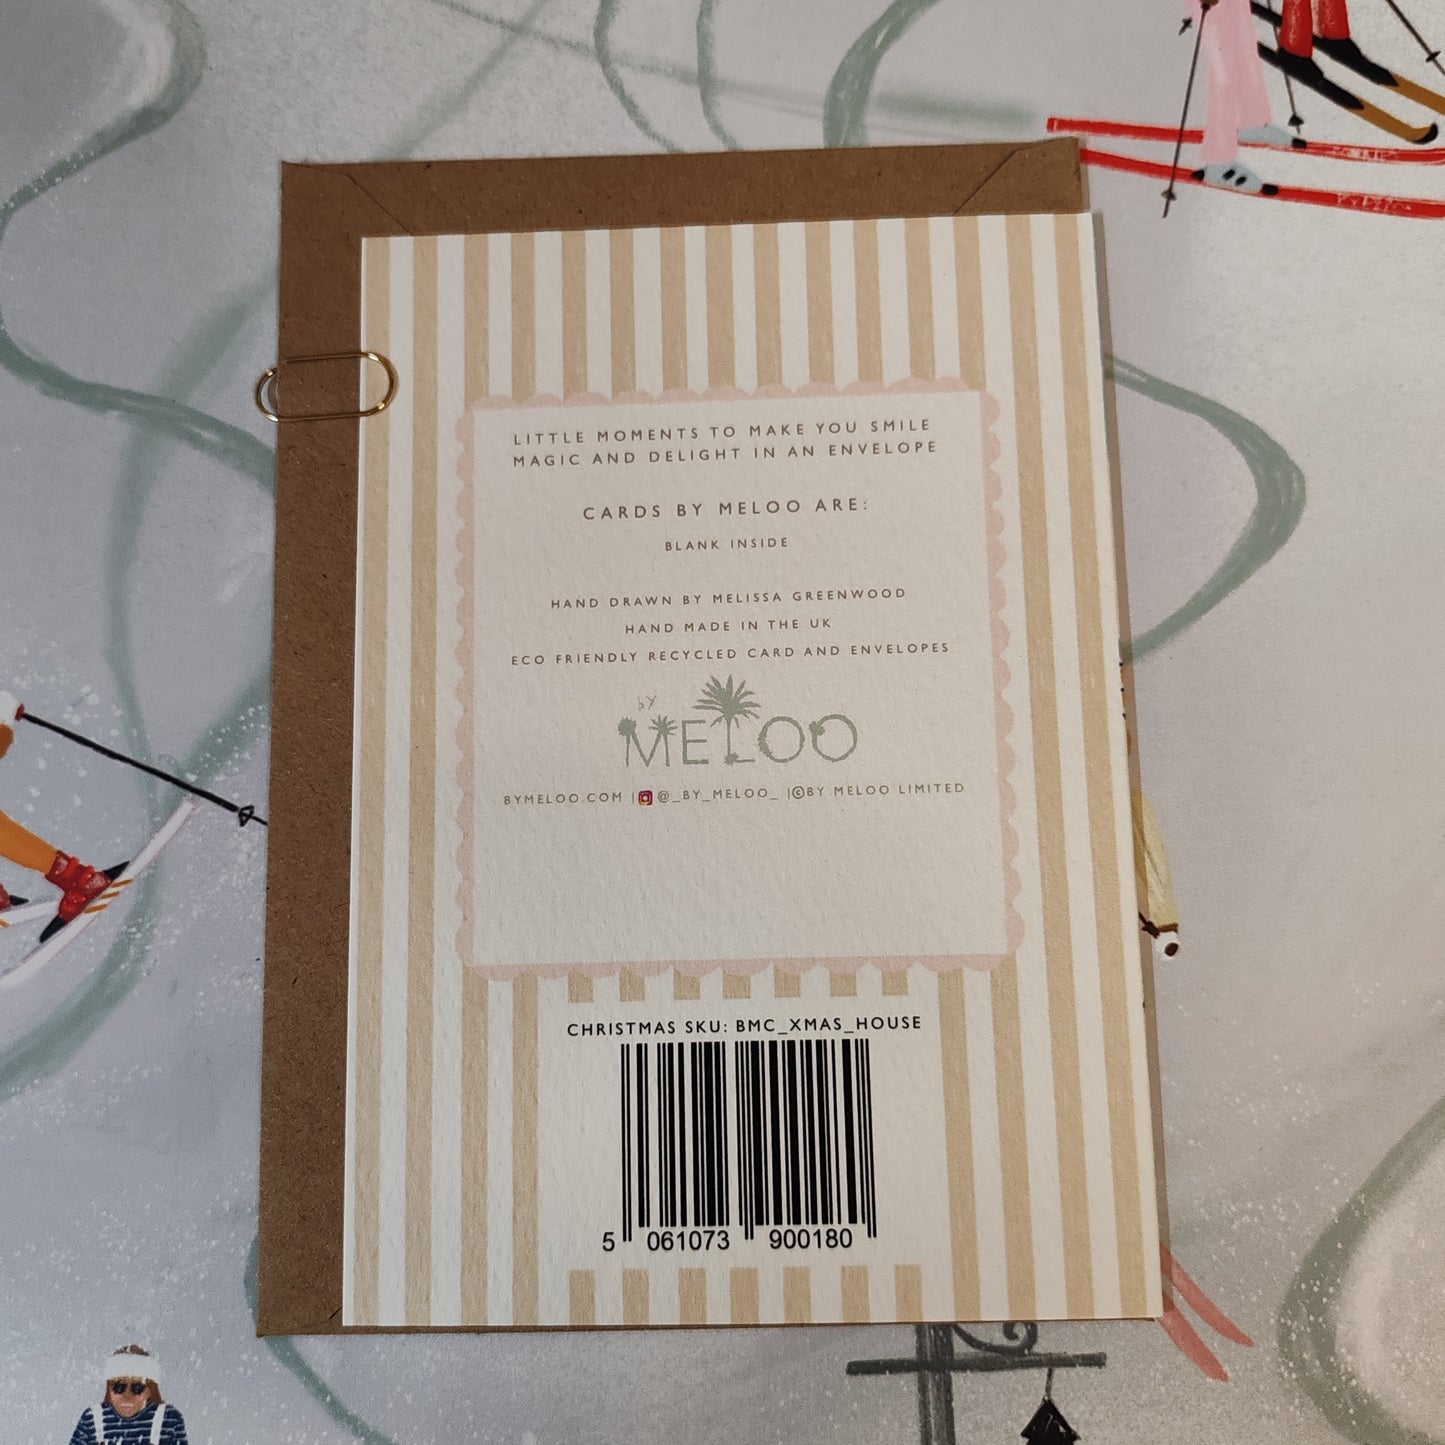 LITTLE MOMENTS TO MAKE YOU SMILE
MAGIC AND DELIGHT IN AN ENVELOPE
CARDS BY MELOO ARE:
BLANK INSIDE
HAND DRAWN BY MELISSA GREENWOOD
HAND MADE IN THE UK
ECO FRIENDLY RECYCLED CARD AND ENVELOPES
bY
MELOO
BYMELOO.COM | @_BY_MELOO_ |©BY MELOO LIMITED
CHRISTMAS SKU: BMC_XMAS_HOUSE
5 061073 900180